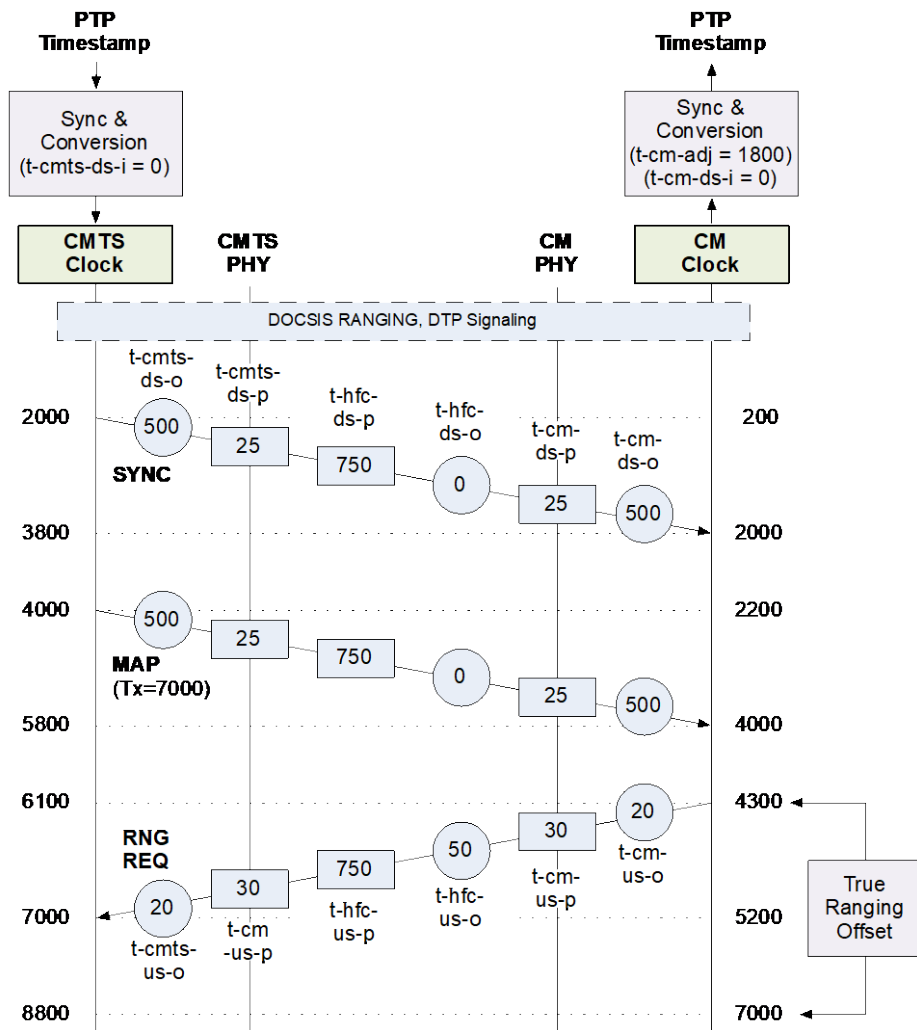 PTP
Timestamp
PTP
Timestamp
Sync &
Conversion
(t-cmts-ds-i = 0)
Sync &
Conversion
(t-cm-adj = 1800)
(t-cm-ds-i = 0)
CMTS
Clock
CMTS
PHY
CM
PHY
CM
Clock
DOCSIS RANGING, DTP Signaling
t-cmts-
ds-o
t-cmts-
ds-p
t-hfc-
ds-p
t-hfc-
ds-o
t-cm-
ds-p
t-cm-
ds-o
2000
500
25
750
0
25
500
200
SYNC
3800
2000
4000
500
25
750
0
25
500
2200
MAP
(Tx=7000)
5800
4000
6100
4300
RNG
REQ
20
30
750
50
30
20
7000
5200
t-cmts-
us-o
t-cm
-us-p
t-hfc-
us-p
t-hfc-
us-o
t-cm-
us-p
t-cm-
us-o
True
Ranging
Offset
8800
7000